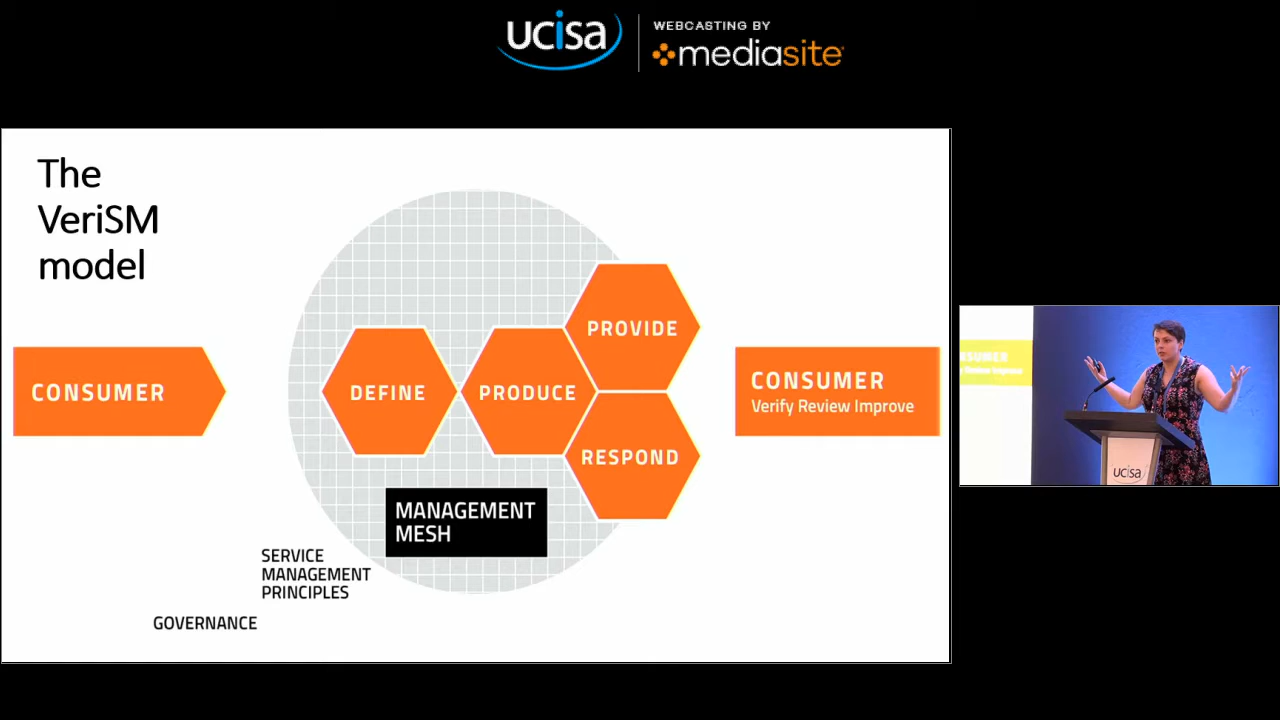 ucisa
WEBCASTING BY
mediasite
The
VeriSM
model
CONSUMER
DEFINE
PRODUCE
PROVIDE
RESPOND
CONSUMER
Verify Review Improve
MANAGEMENT
MESH
SERVICE
MANAGEMENT
PRINCIPLES
GOVERNANCE
ucisa